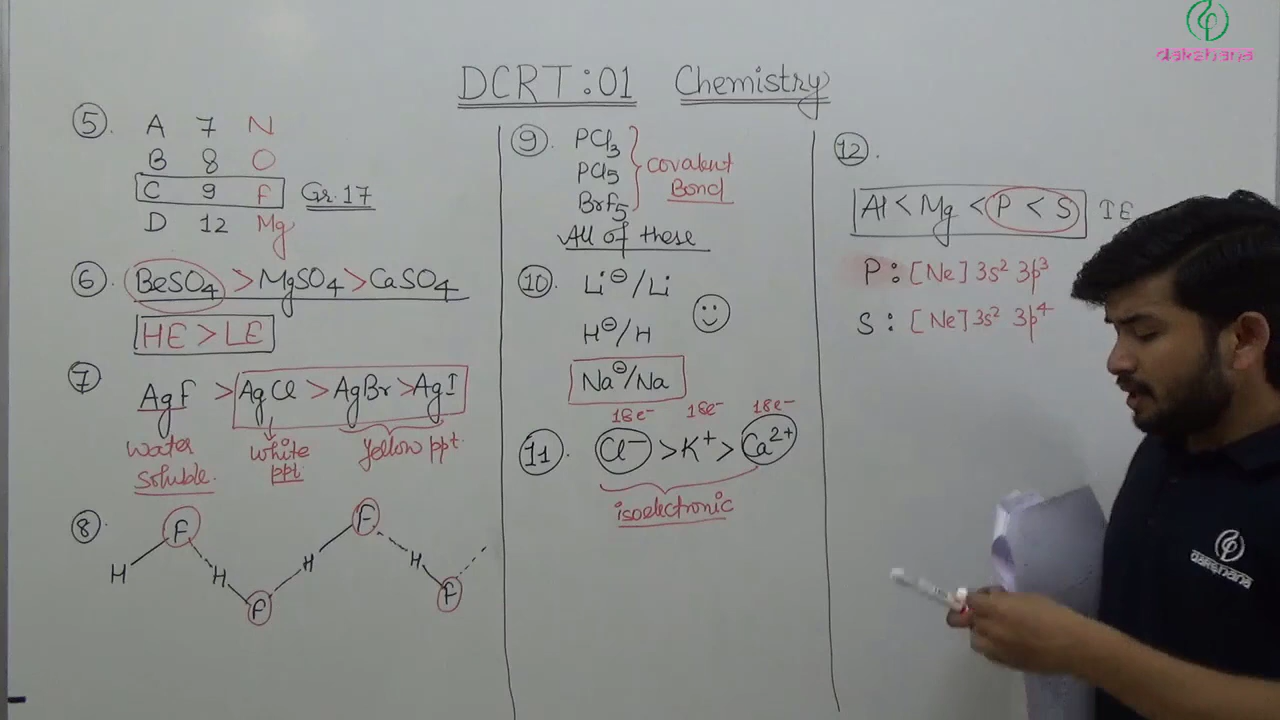 dakshana
DCRT:01 Chemistry
5.
A 7 N
B 8 O
C 9 F Gr. 17
D 12 Mg
6. BeSO4 > MgSO4 > CaSO4
HE > LE
7. AgF > AgCl > AgBr > AgI
water soluble.
white ppt
yellow ppt.
8
F F
H H H H
F F
9. PCl3
PCl5
BrF5
covalent Bond
All of these
10. Li⊖/Li
H⊖/H
Na⊖/Na
18e- 18e- 18e-
11. Cl- > K+ > Ca2+
isoelectronic
12.
Al < Mg < P < S IE
P : [Ne] 3s2 3p3
S : [Ne] 3s2 3p4
dakshana